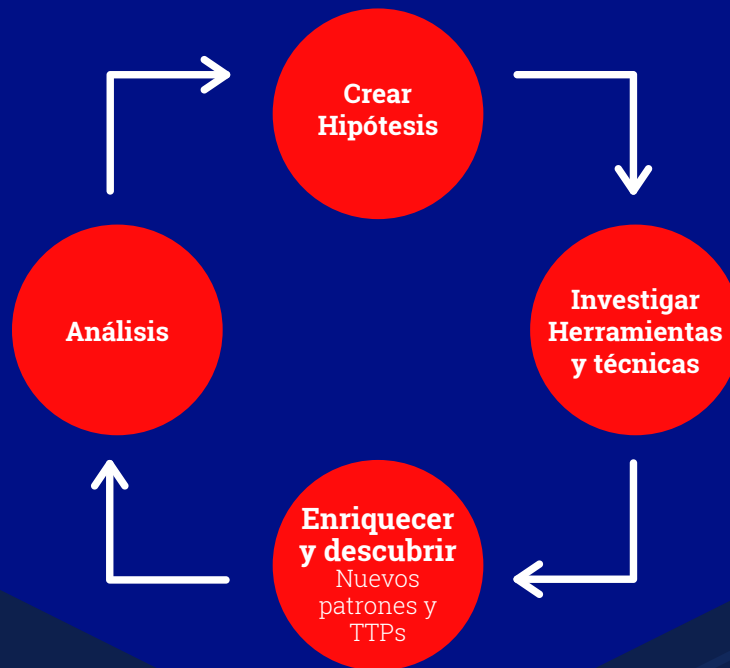 Crear
Hipótesis
Investigar
Herramientas
y técnicas
Análisis
Enriquecer
y descubrir
Nuevos
patrones y
TTPs